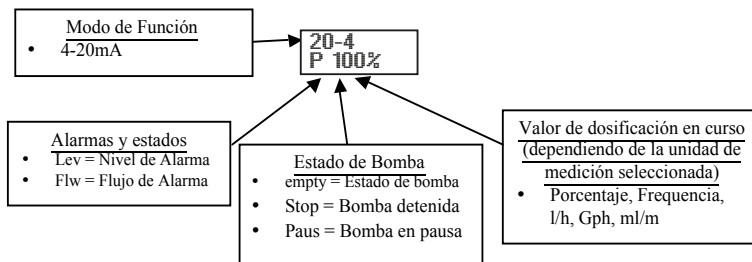 Modo de Función
• 4-20mA
20-4
P 100%
Alarmas y estados
• Lev = Nivel de Alarma
• Flw = Flujo de Alarma
Estado de Bomba
• empty = Estado de bomba
• Stop = Bomba detenida
• Paus = Bomba en pausa
Valor de dosificación en curso
(dependiendo de la unidad de
medición seleccionada)
• Porcentaje, Frequencia,
l/h, Gph, ml/m